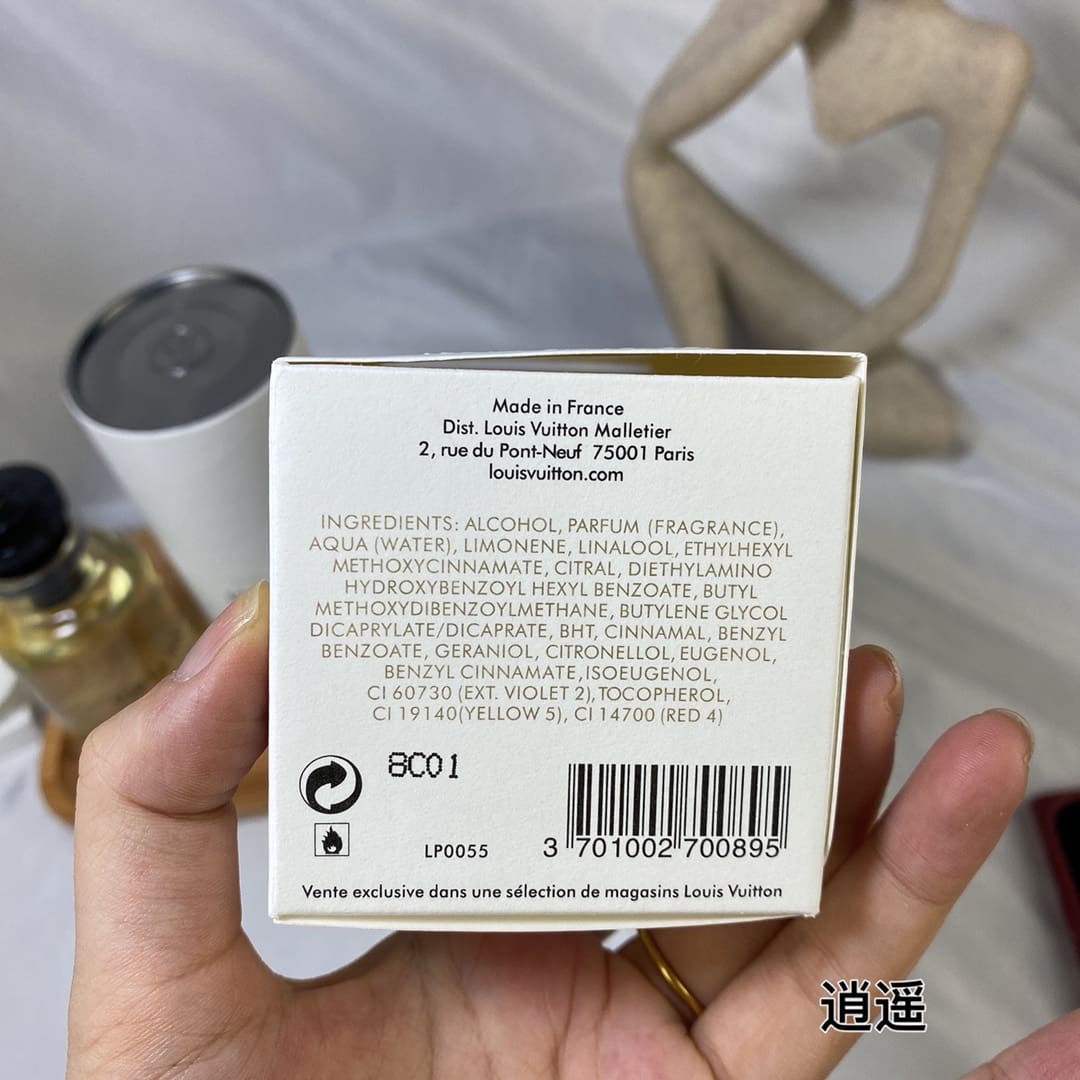 Made in France
Dist. Louis Vuitton Malletier
2, rue du Pont-Neuf 75001 Paris
louisvuitton.com
INGREDIENTS: ALCOHOL, PARFUM (FRAGRANCE),
AQUA (WATER), LIMONENE, LINALOOL, ETHYLHEXYL
METHOXYCINNAMATE, CITRAL, DIETHYLAMINO
HYDROXYBENZOYL HEXYL BENZOATE, BUTYL
METHOXYDIBENZOYLMETHANE, BUTYLENE GLYCOL
DICAPRYLATE/DICAPRATE, BHT, CINNAMAL, BENZYL
BENZOATE, GERANIOL, CITRONELLOL, EUGENOL,
BENZYL CINNAMATE,ISOEUGENOL,
CI 60730 (EXT. VIOLET 2),TOCOPHEROL,
CI 19140(YELLOW 5), CI 14700 (RED 4)
8C01
LP0055
3 701002 700895
Vente exclusive dans une sélection de magasins Louis Vuitton
逍遥